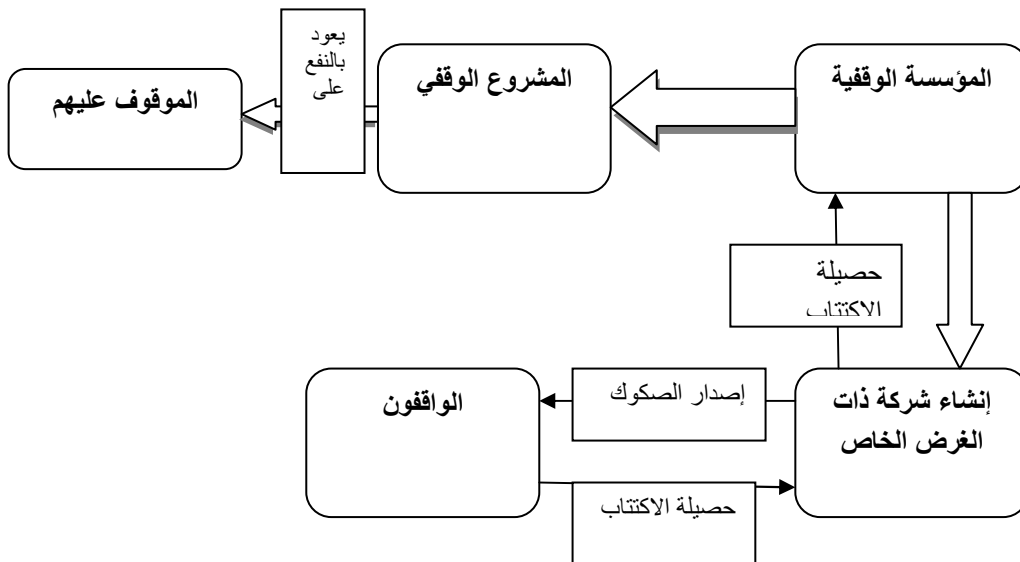 المؤسسة الوقفية
المشروع الوقفي
يعود
بالنفع
على
الموقوف عليهم
حصيلة
الاكتتاب
إنشاء شركة ذات
الغرض الخاص
إصدار الصكوك
الواقفون
حصيلة الاكتتاب